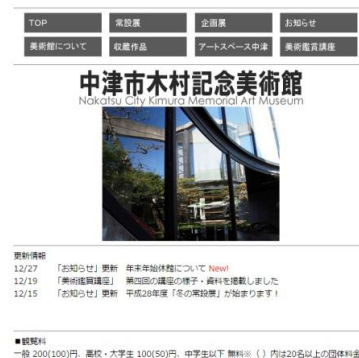 TOP 常設展 企画展 お知らせ
美術館について 収蔵作品 アートスペース中津 美術鑑賞講座
中津市木村記念美術館
Nakatsu City Kimura Memorial Art Museum
更新情報
12/27 「お知らせ」更新 年末年始休館について New!
12/19 「美術鑑賞講座」 第四回の講座の様子・資料を掲載しました
12/15 「お知らせ」更新 平成28年度「冬の常設展」が始まります！
■観覧料
一般 200(100)円、高校・大学生 100(50)円、中学生以下 無料※（ ）内は20名以上の団体料金